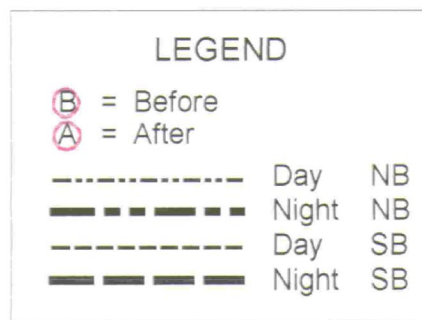 LEGEND
B = Before
A = After
Day NB
Night NB
Day SB
Night SB